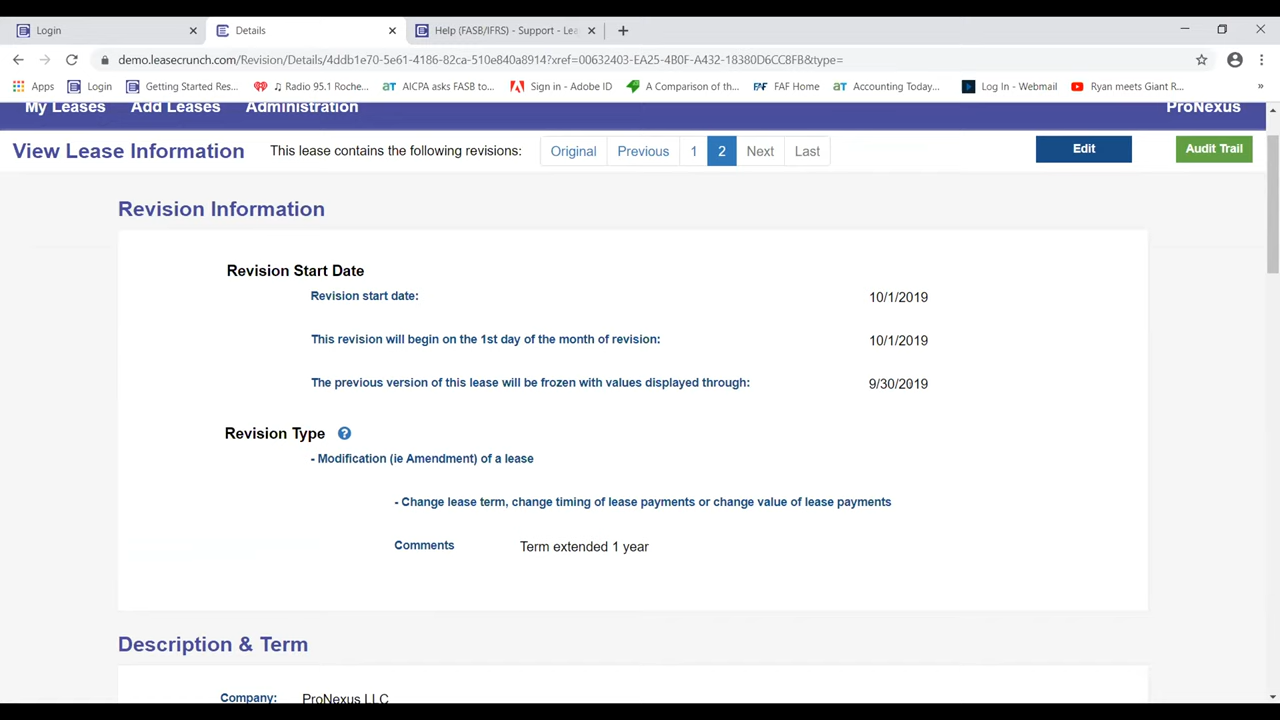 Login
Details
Help (FASB/IFRS) - Support - Lea
demo.leasecrunch.com/Revision/Details/4ddb1e70-5e61-4186-82ca-510e840a8914?xref=00632403-EA25-4B0F-A432-18380D6CC8FB&type=
Apps Login Getting Started Res... ♫ Radio 95.1 Roche... AICPA asks FASB to... Sign in - Adobe ID A Comparison of the... FAF Home Accounting Today... Log In - Webmail Ryan meets Giant R... »
My Leases Add Leases Administration ProNexus
View Lease Information This lease contains the following revisions: Original Previous 1 2 Next Last Edit Audit Trail
Revision Information
Revision Start Date
Revision start date: 10/1/2019
This revision will begin on the 1st day of the month of revision: 10/1/2019
The previous version of this lease will be frozen with values displayed through: 9/30/2019
Revision Type ?
- Modification (ie Amendment) of a lease
- Change lease term, change timing of lease payments or change value of lease payments
Comments Term extended 1 year
Description & Term
Company: ProNexus LLC